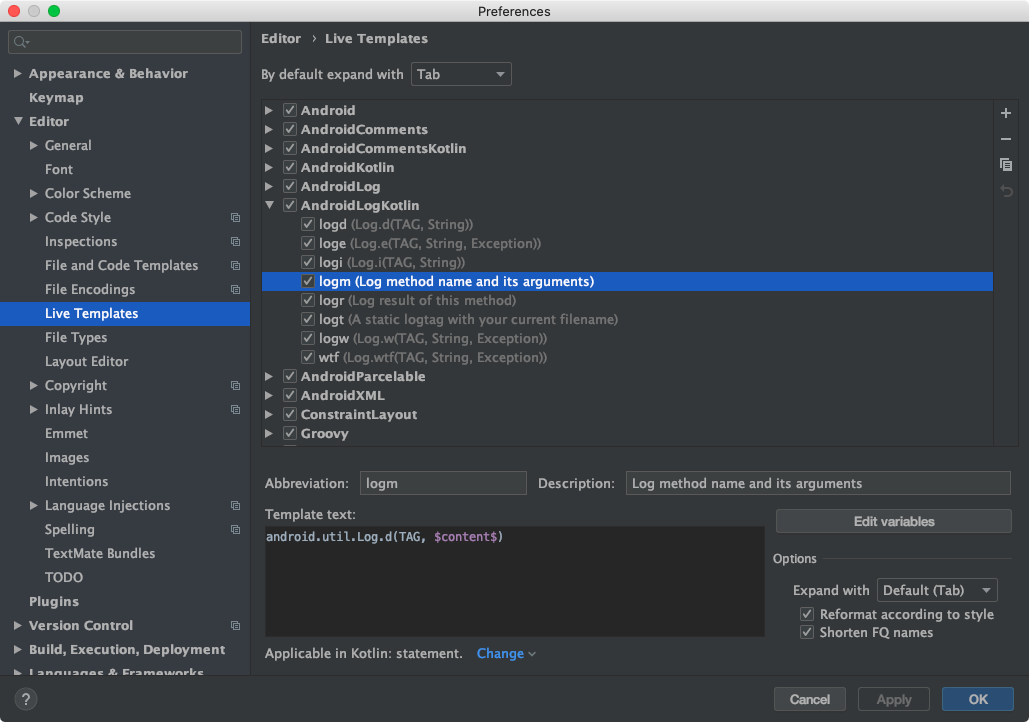 Preferences
Appearance & Behavior
Keymap
Editor
General
Font
Color Scheme
Code Style
Inspections
File and Code Templates
File Encodings
Live Templates
File Types
Layout Editor
Copyright
Inlay Hints
Emmet
Images
Intentions
Language Injections
Spelling
TextMate Bundles
TODO
Plugins
Version Control
Build, Execution, Deployment
Languages & Frameworks
Editor › Live Templates
By default expand with Tab
Android
AndroidComments
AndroidCommentsKotlin
AndroidKotlin
AndroidLog
AndroidLogKotlin
logd (Log.d(TAG, String))
loge (Log.e(TAG, String, Exception))
logi (Log.i(TAG, String))
logm (Log method name and its arguments)
logr (Log result of this method)
logt (A static logtag with your current filename)
logw (Log.w(TAG, String, Exception))
wtf (Log.wtf(TAG, String, Exception))
AndroidParcelable
AndroidXML
ConstraintLayout
Groovy
Abbreviation: logm Description: Log method name and its arguments
Template text:
android.util.Log.d(TAG, $content$)
Edit variables
Options
Expand with Default (Tab)
Reformat according to style
Shorten FQ names
Applicable in Kotlin: statement. Change
?
Cancel Apply OK